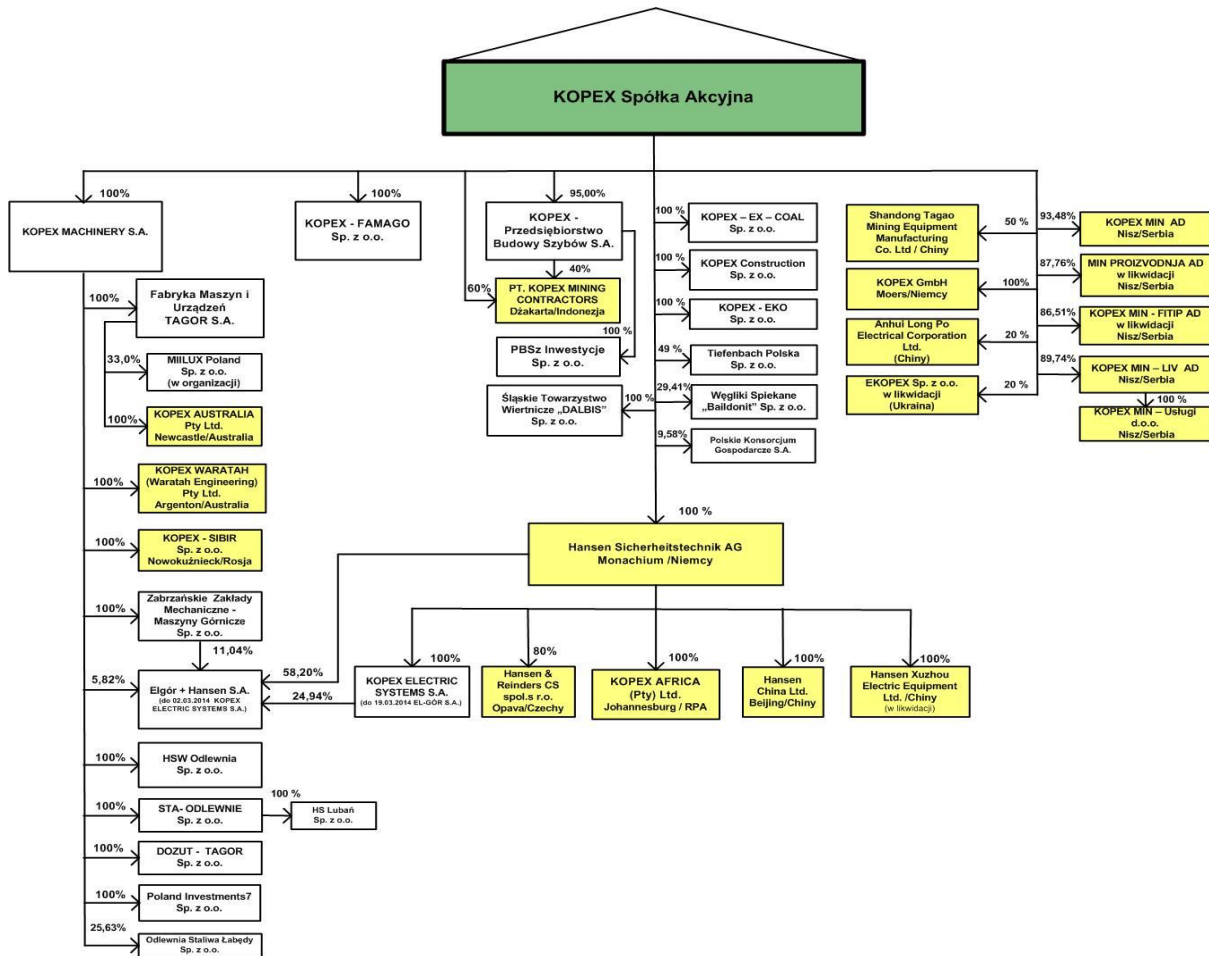 KOPEX Spółka Akcyjna
100%
KOPEX MACHINERY S.A.
100%
KOPEX - FAMAGO
Sp. z o.o.
95,00%
KOPEX -
Przedsiębiorstwo
Budowy Szybów S.A.
40%
60%
PT. KOPEX MINING
CONTRACTORS
Dżakarta/Indonezja
100 %
PBSz Inwestycje
Sp. z o.o.
Śląskie Towarzystwo
Wiertnicze „DALBIS”
Sp. z o.o.
100 %
100 %
KOPEX – EX – COAL
Sp. z o.o.
100 %
KOPEX Construction
Sp. z o.o.
100 %
KOPEX - EKO
Sp. z o.o.
49 %
Tiefenbach Polska
Sp. z o.o.
29,41%
Węgliki Spiekane
„Baildonit” Sp. z o.o.
9,58%
Polskie Konsorcjum
Gospodarcze S.A.
Shandong Tagao
Mining Equipment
Manufacturing
Co. Ltd / Chiny
50 %
KOPEX GmbH
Moers/Niemcy
100%
Anhui Long Po
Electrical Corporation
Ltd.
(Chiny)
20 %
EKOPEX Sp. z o.o.
w likwidacji
(Ukraina)
20 %
93,48%
KOPEX MIN AD
Nisz/Serbia
87,76%
MIN PROIZVODNJA AD
w likwidacji
Nisz/Serbia
86,51%
KOPEX MIN - FITIP AD
w likwidacji
Nisz/Serbia
89,74%
KOPEX MIN – LIV AD
Nisz/Serbia
100 %
KOPEX MIN – Usługi
d.o.o.
Nisz/Serbia
100%
Fabryka Maszyn i
Urządzeń
TAGOR S.A.
33,0%
MIILUX Poland
Sp. z o.o.
(w organizacji)
100%
KOPEX AUSTRALIA
Pty Ltd.
Newcastle/Australia
100%
KOPEX WARATAH
(Waratah Engineering)
Pty Ltd.
Argenton/Australia
100%
KOPEX - SIBIR
Sp. z o.o.
Nowokuźnieck/Rosja
100%
Zabrzańskie Zakłady
Mechaniczne -
Maszyny Górnicze
Sp. z o.o.
11,04%
5,82%
Elgór + Hansen S.A.
(do 02.03.2014 KOPEX
ELECTRIC SYSTEMS S.A.)
58,20%
24,94%
100 %
Hansen Sicherheitstechnik AG
Monachium /Niemcy
100%
KOPEX ELECTRIC
SYSTEMS S.A.
(do 19.03.2014 EL-GÓR S.A.)
80%
Hansen &
Reinders CS
spol.s r.o.
Opava/Czechy
100%
KOPEX AFRICA
(Pty) Ltd.
Johannesburg / RPA
100%
Hansen
China Ltd.
Beijing/Chiny
100%
Hansen Xuzhou
Electric Equipment
Ltd. /Chiny
(w likwidacji)
100%
HSW Odlewnia
Sp. z o.o.
100%
STA- ODLEWNIE
Sp. z o.o.
100 %
HS Lubań
Sp. z o.o.
100%
DOZUT - TAGOR
Sp. z o.o.
100%
Poland Investments7
Sp. z o.o.
25,63%
Odlewnia Staliwa Łabędy
Sp. z o.o.